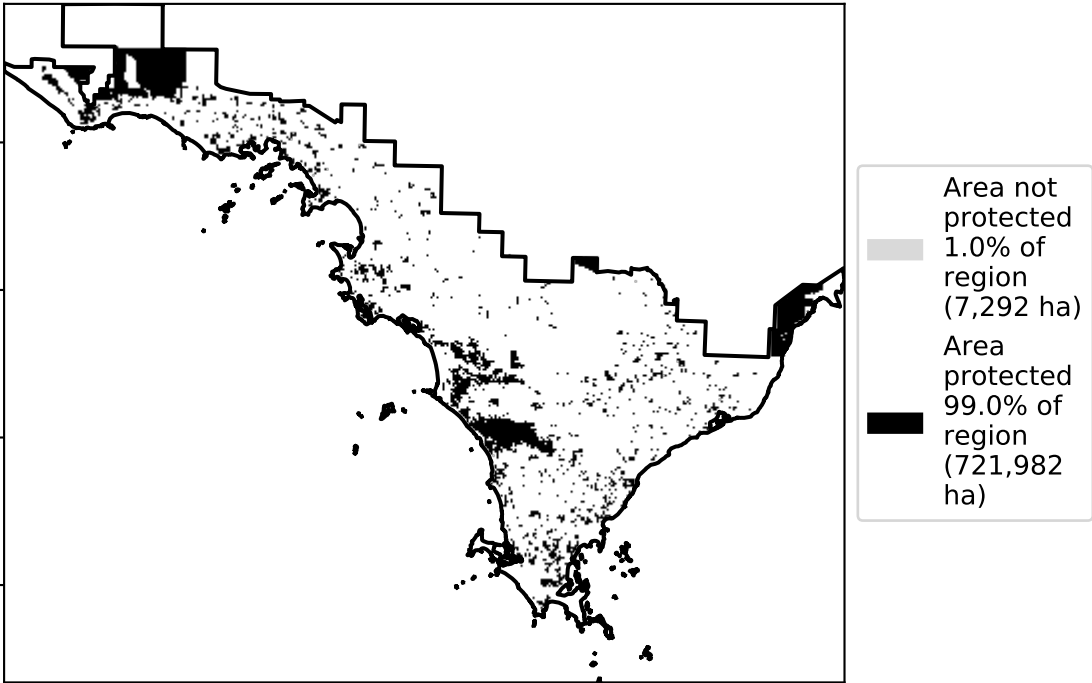 Area not
protected
1.0% of
region
(7,292 ha)
Area
protected
99.0% of
region
(721,982
ha)